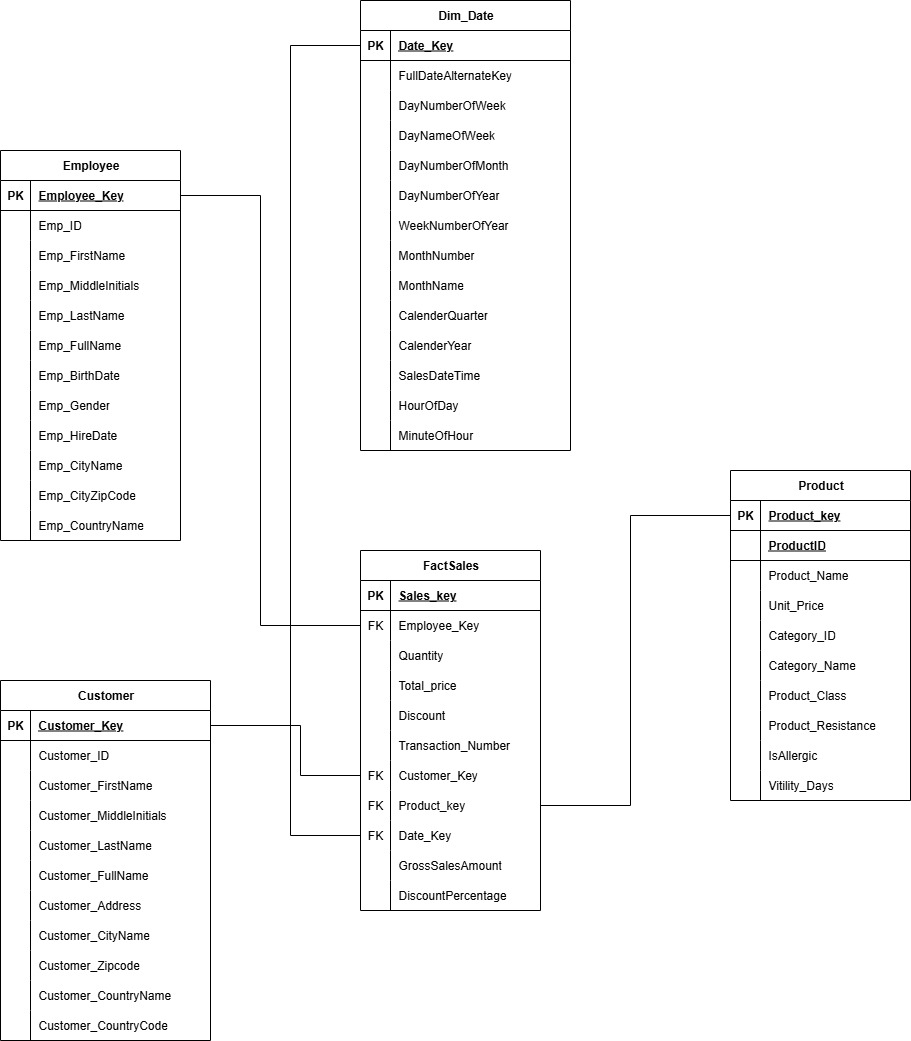 Dim_Date
PK Date_Key
FullDateAlternateKey
DayNumberOfWeek
DayNameOfWeek
DayNumberOfMonth
DayNumberOfYear
WeekNumberOfYear
MonthNumber
MonthName
CalenderQuarter
CalenderYear
SalesDateTime
HourOfDay
MinuteOfHour
Employee
PK Employee_Key
Emp_ID
Emp_FirstName
Emp_MiddleInitials
Emp_LastName
Emp_FullName
Emp_BirthDate
Emp_Gender
Emp_HireDate
Emp_CityName
Emp_CityZipCode
Emp_CountryName
Product
PK Product_key
ProductID
Product_Name
Unit_Price
Category_ID
Category_Name
Product_Class
Product_Resistance
IsAllergic
Vitility_Days
FactSales
PK Sales_key
FK Employee_Key
Quantity
Total_price
Discount
Transaction_Number
FK Customer_Key
FK Product_key
FK Date_Key
GrossSalesAmount
DiscountPercentage
Customer
PK Customer_Key
Customer_ID
Customer_FirstName
Customer_MiddleInitials
Customer_LastName
Customer_FullName
Customer_Address
Customer_CityName
Customer_Zipcode
Customer_CountryName
Customer_CountryCode